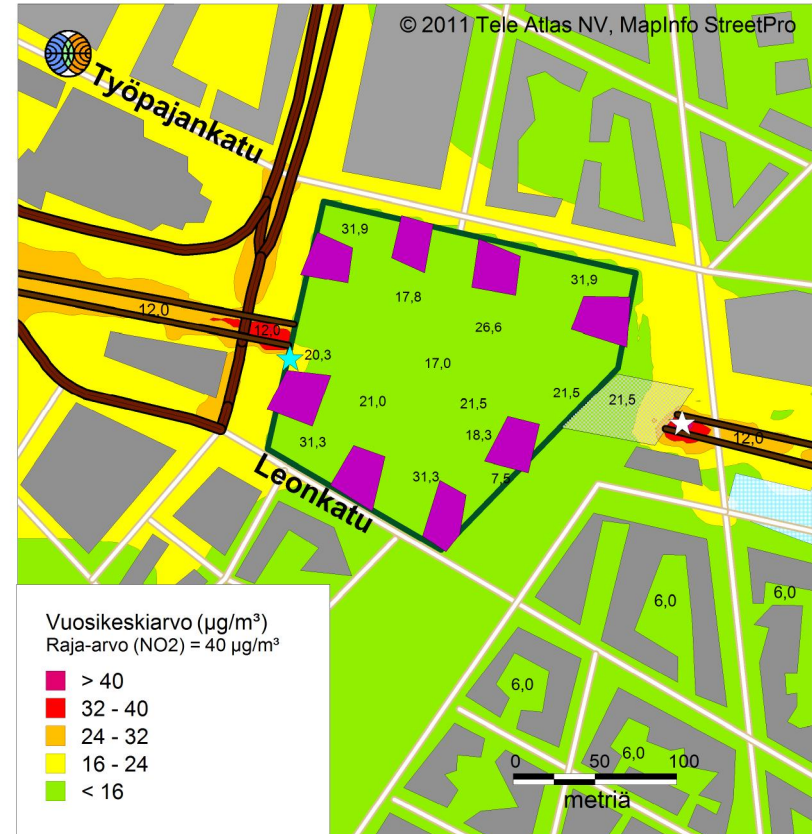 © 2011 Tele Atlas NV, MapInfo StreetPro
Työpajankatu
31,9
31,9
17,8
12,0
12,0
26,6
20,3
17,0
21,0
21,5
21,5
21,5
18,3
12,0
31,3
31,3
7,5
Leonkatu
6,0
6,0
6,0
6,0
Vuosikeskiarvo (µg/m³)
Raja-arvo (NO2) = 40 µg/m³
> 40
32 - 40
24 - 32
16 - 24
< 16
0 50 100
metriä